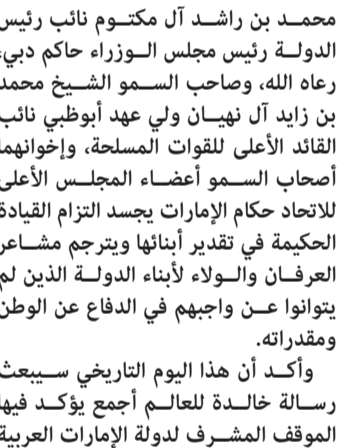 محمد بن راشد آل مكتوم نائب رئيس
الدولة رئيس مجلس الوزراء حاكم دبي،
رعاه الله، وصاحب السمو الشيخ محمد
بن زايد آل نهيان ولي عهد أبوظبي نائب
القائد الأعلى للقوات المسلحة، وإخوانهما
أصحاب السمو أعضاء المجلس الأعلى
للاتحاد حكام الإمارات يجسد التزام القيادة
الحكيمة في تقدير أبنائها ويترجم مشاعر
العرفان والولاء لأبناء الدولة الذين لم
يتوانوا عن واجبهم في الدفاع عن الوطن
ومقدراته.
وأكد أن هذا اليوم التاريخي سيبعث
رسالة خالدة للعالم أجمع يؤكد فيها
الموقف المشرف لدولة الإمارات العربية